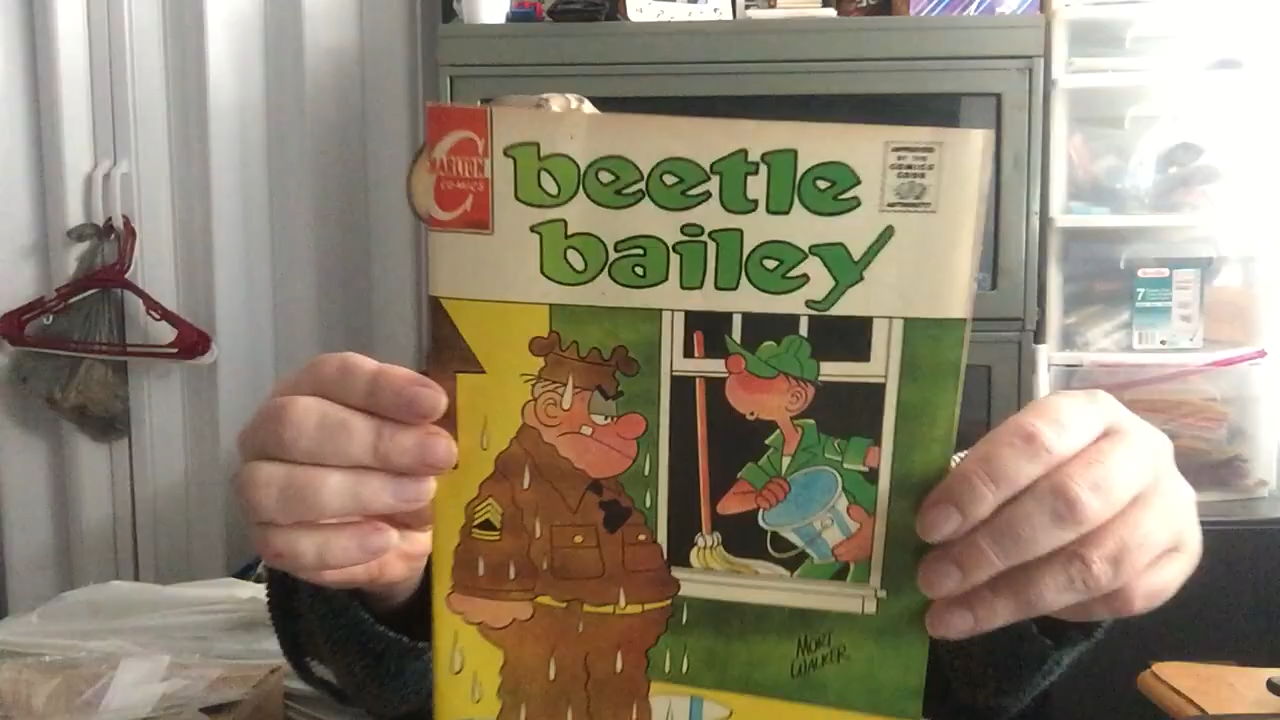 CHARLTON
COMICS
beetle
bailey
APPROVED
BY THE
COMICS
CODE
AUTHORITY
MORT
WALKER
7